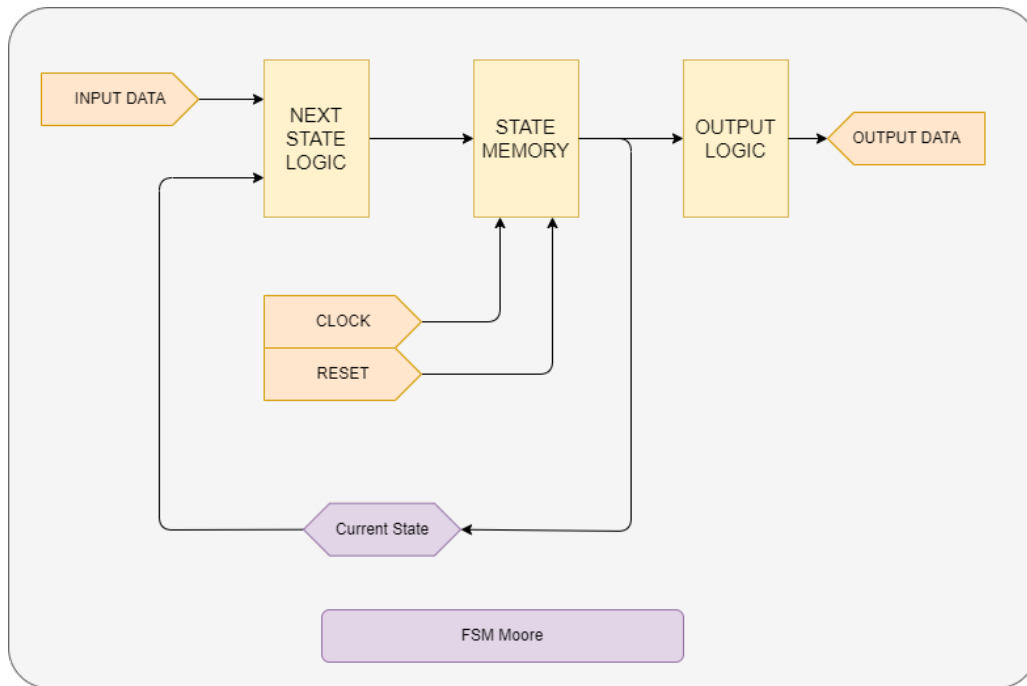 INPUT DATA
NEXT
STATE
LOGIC
STATE
MEMORY
OUTPUT
LOGIC
OUTPUT DATA
CLOCK
RESET
Current State
FSM Moore